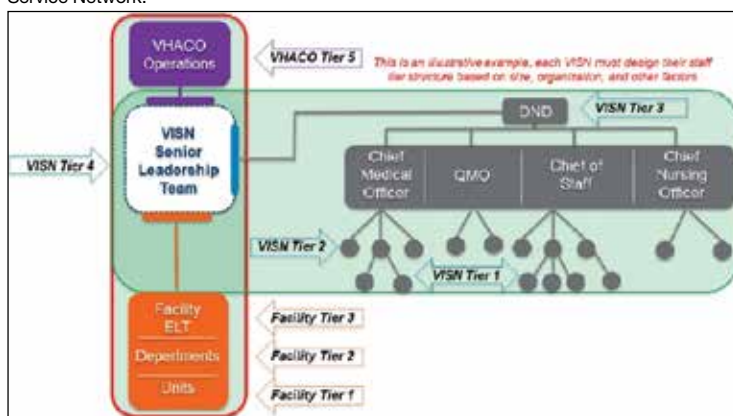 Service Network.
VHACO
Operations
VHACO Tier 5
This is an illustrative example, each VISN must design their staff
tier structure based on size, organization, and other factors
DND
VISN Tier 3
VISN
Senior
Leadership
Team
VISN Tier 4
Chief
Medical
Officer
QMO
Chief of
Staff
Chief
Nursing
Officer
VISN Tier 2
VISN Tier 1
Facility
ELT
Departments
Units
Facility Tier 3
Facility Tier 2
Facility Tier 1